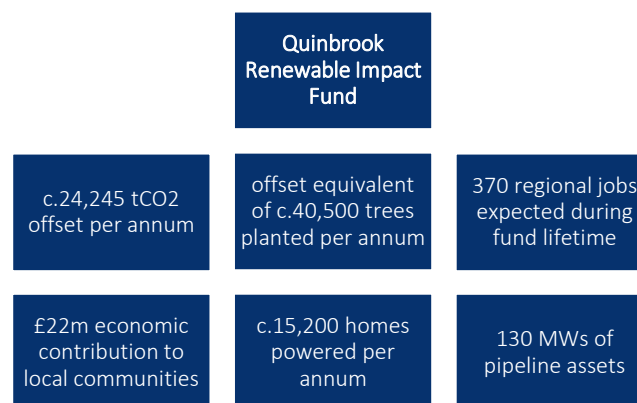 Quinbrook
Renewable Impact
Fund
c.24,245 tCO2
offset per annum
offset equivalent
of c.40,500 trees
planted per annum
370 regional jobs
expected during
fund lifetime
£22m economic
contribution to
local communities
c.15,200 homes
powered per
annum
130 MWs of
pipeline assets